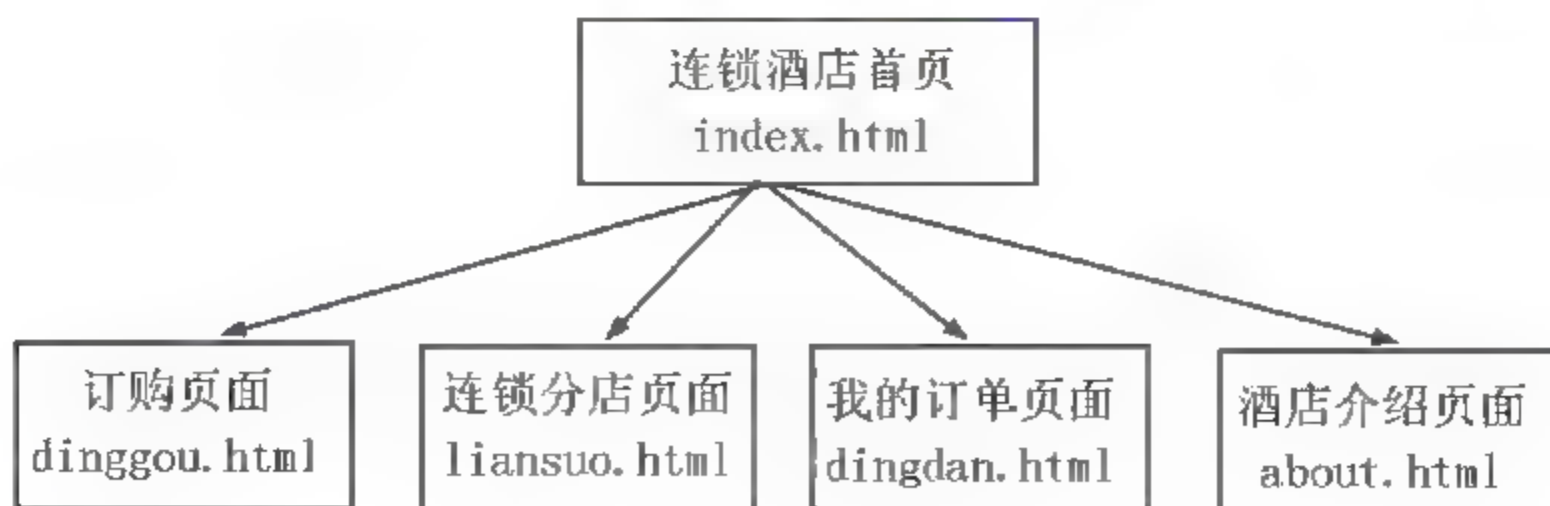 连锁酒店首页
index.html
订购页面
dinggou.html
连锁分店页面
liansuo.html
我的订单页面
dingdan.html
酒店介绍页面
about.html